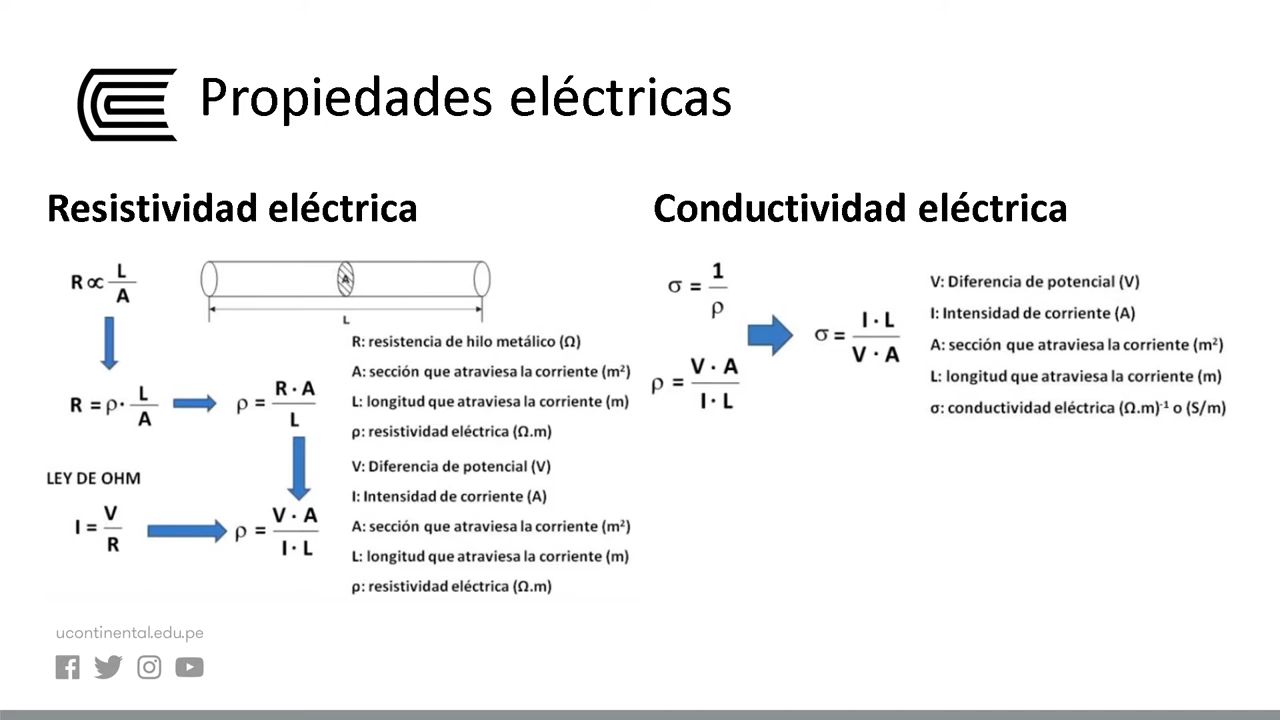 Propiedades eléctricas
Resistividad eléctrica
R ∝ L/A
A
L
R: resistencia de hilo metálico (Ω)
A: sección que atraviesa la corriente (m²)
L: longitud que atraviesa la corriente (m)
ρ: resistividad eléctrica (Ω.m)
R = ρ· L/A
ρ = R · A / L
V: Diferencia de potencial (V)
I: Intensidad de corriente (A)
A: sección que atraviesa la corriente (m²)
L: longitud que atraviesa la corriente (m)
ρ: resistividad eléctrica (Ω.m)
LEY DE OHM
I = V/R
ρ = V · A / I · L
Conductividad eléctrica
σ = 1/ρ
ρ = V · A / I · L
σ = I · L / V · A
V: Diferencia de potencial (V)
I: Intensidad de corriente (A)
A: sección que atraviesa la corriente (m²)
L: longitud que atraviesa la corriente (m)
σ: conductividad eléctrica (Ω.m)⁻¹ o (S/m)
ucontinental.edu.pe